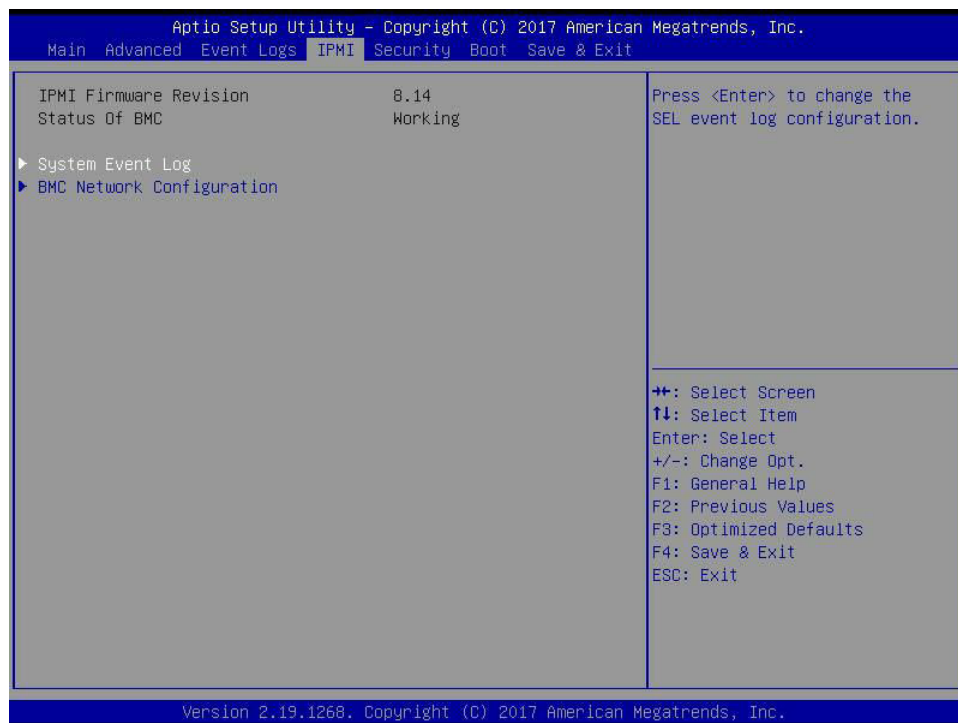 Aptio Setup Utility – Copyright (C) 2017 American Megatrends, Inc.
Main Advanced Event Logs IPMI Security Boot Save & Exit
IPMI Firmware Revision 8.14
Status Of BMC Working
▶ System Event Log
▶ BMC Network Configuration
Press <Enter> to change the
SEL event log configuration.
→←: Select Screen
↑↓: Select Item
Enter: Select
+/-: Change Opt.
F1: General Help
F2: Previous Values
F3: Optimized Defaults
F4: Save & Exit
ESC: Exit
Version 2.19.1268. Copyright (C) 2017 American Megatrends, Inc.